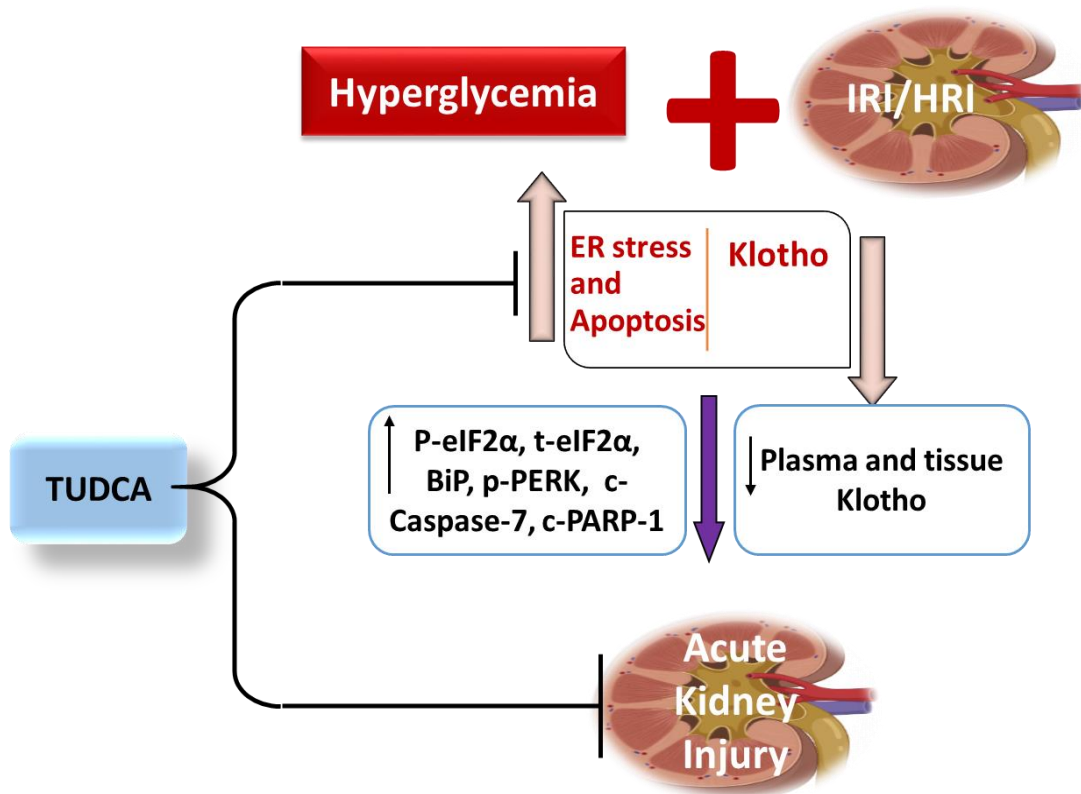 Hyperglycemia
IRI/HRI
ER stress
and
Apoptosis
Klotho
P-eIF2α, t-eIF2α,
BiP, p-PERK, c-
Caspase-7, c-PARP-1
Plasma and tissue
Klotho
TUDCA
Acute
Kidney
Injury